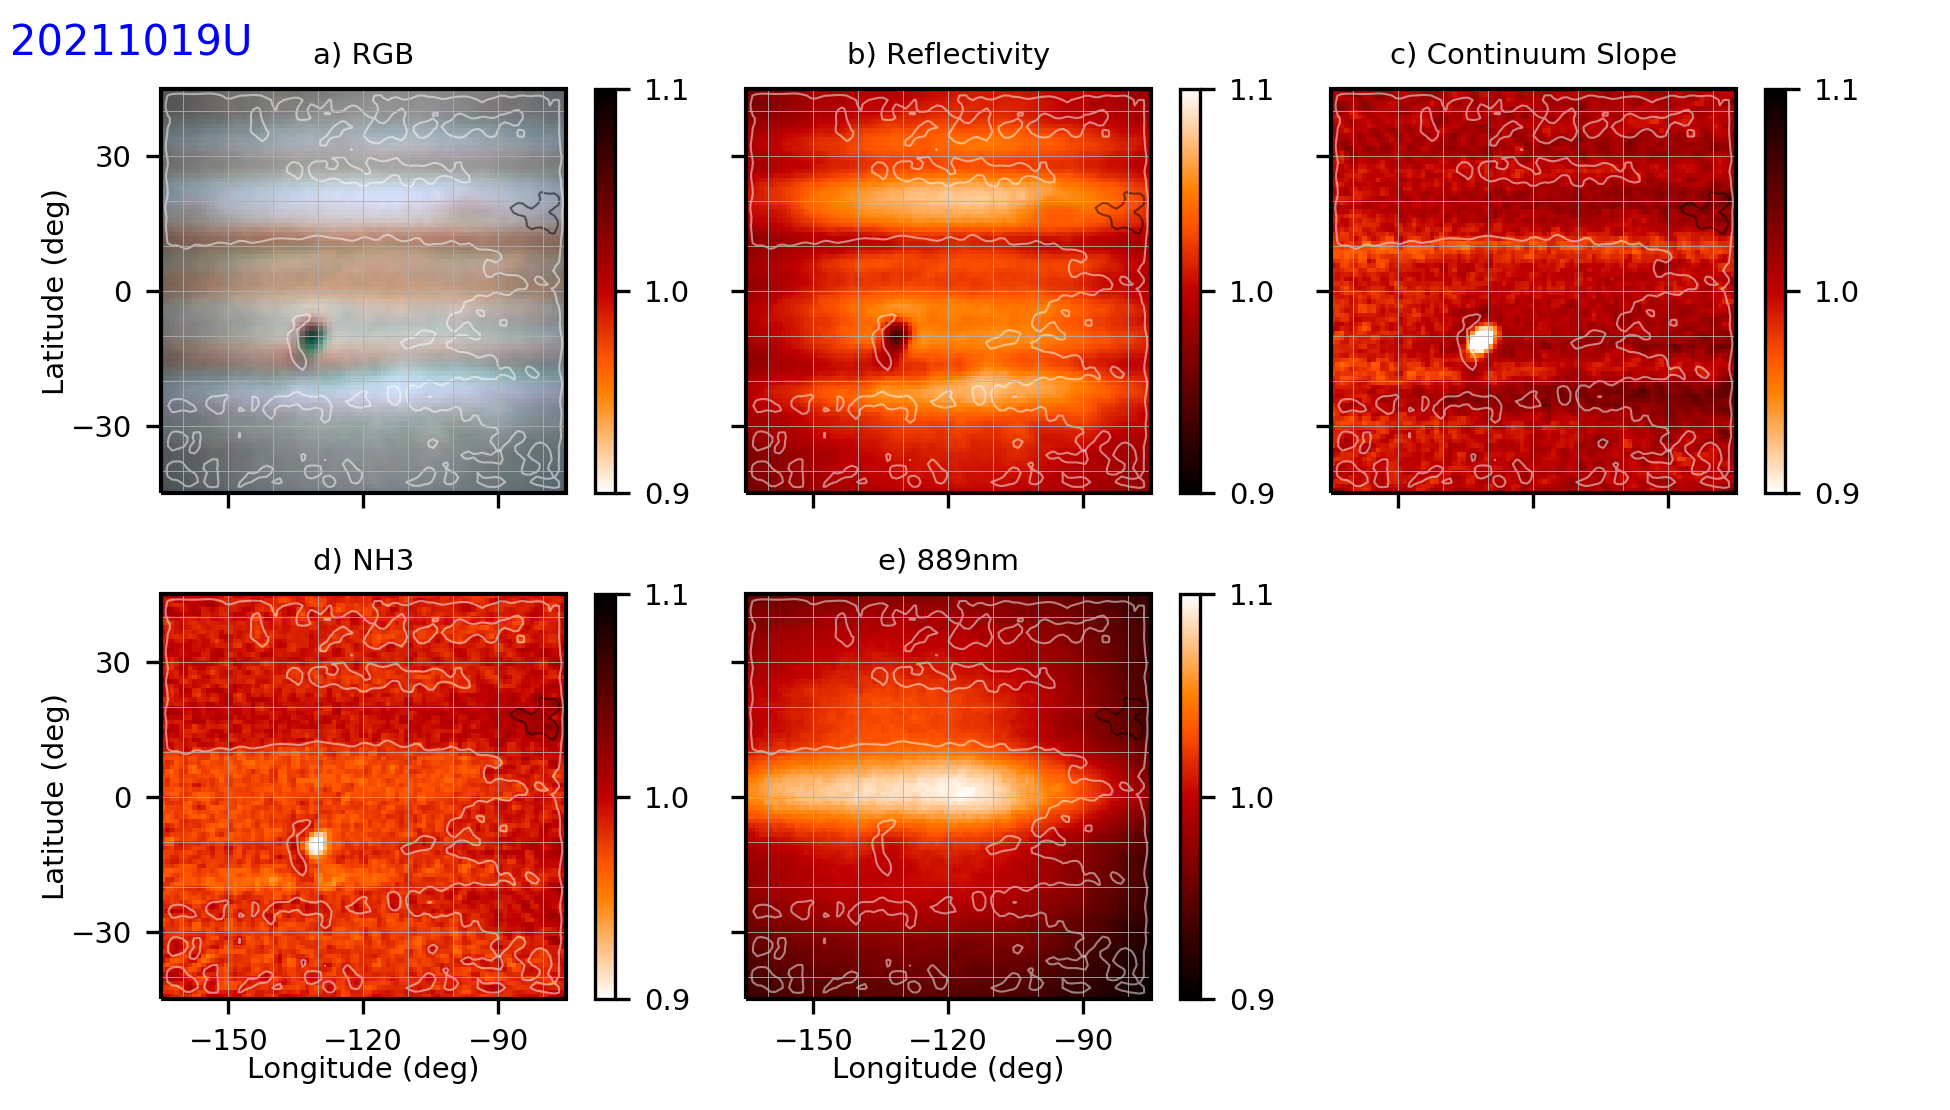 20211019U
a) RGB
b) Reflectivity
c) Continuum Slope
1.1
1.1
1.1
30
0
−30
Latitude (deg)
1.0
1.0
1.0
0.9
0.9
0.9
d) NH3
e) 889nm
1.1
1.1
30
0
−30
Latitude (deg)
1.0
1.0
0.9
0.9
−150 −120 −90
−150 −120 −90
Longitude (deg)
Longitude (deg)